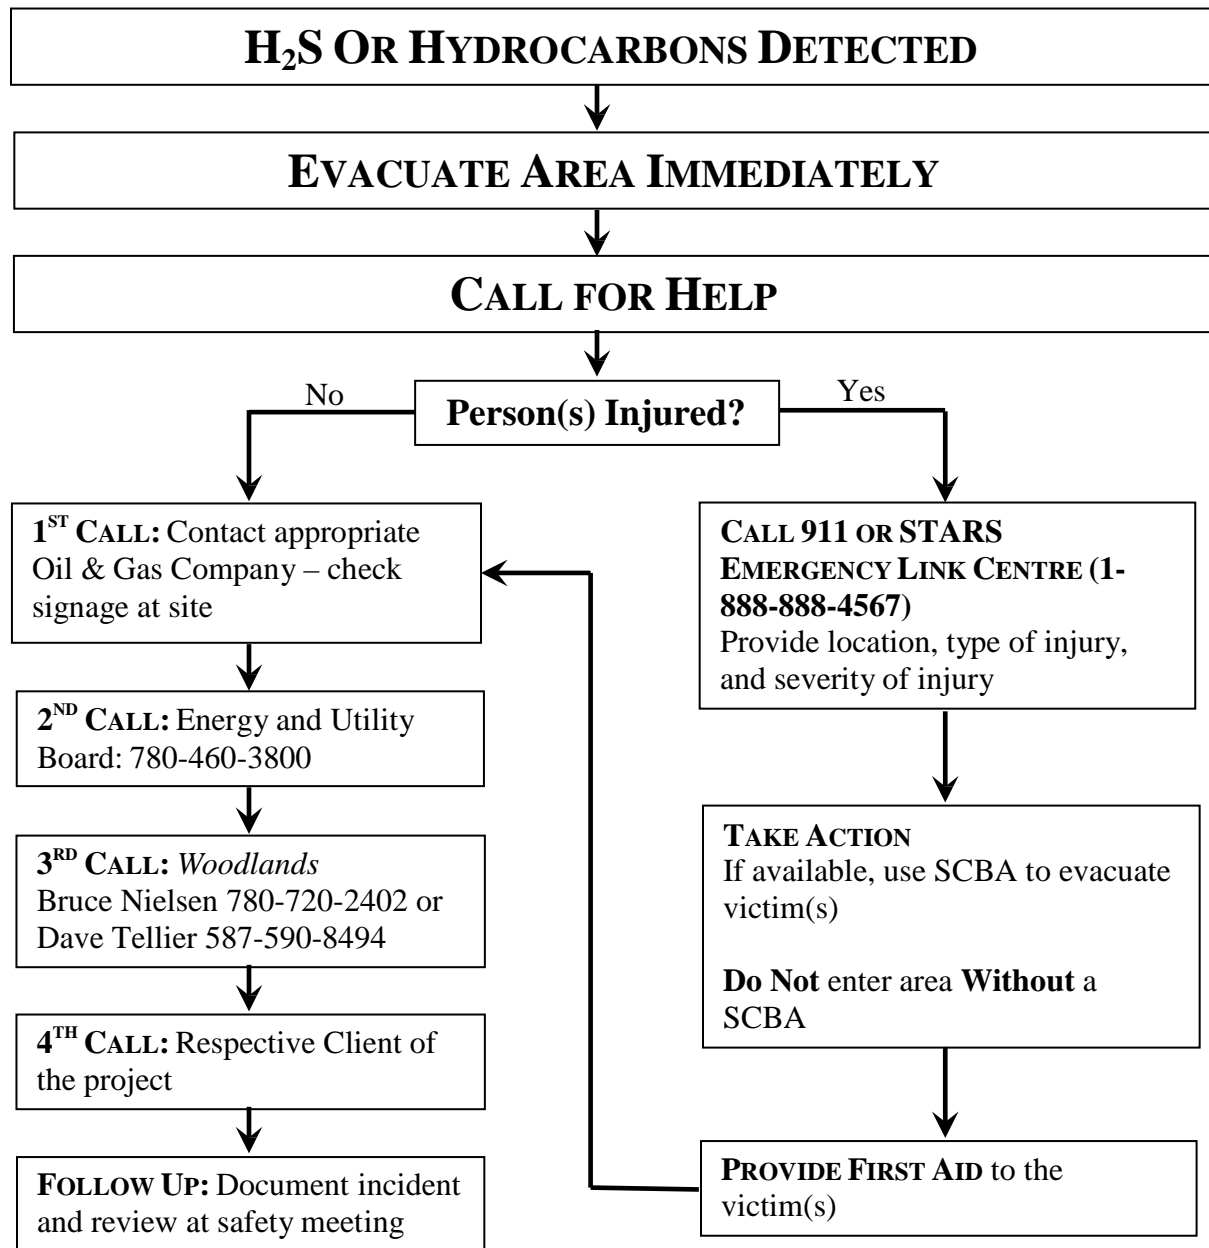 H₂S OR HYDROCARBONS DETECTED
EVACUATE AREA IMMEDIATELY
CALL FOR HELP
No
Person(s) Injured?
Yes
1ST CALL: Contact appropriate
Oil & Gas Company – check
signage at site
2ND CALL: Energy and Utility
Board: 780-460-3800
3RD CALL: Woodlands
Bruce Nielsen 780-720-2402 or
Dave Tellier 587-590-8494
4TH CALL: Respective Client of
the project
FOLLOW UP: Document incident
and review at safety meeting
CALL 911 OR STARS
EMERGENCY LINK CENTRE (1-
888-888-4567)
Provide location, type of injury,
and severity of injury
TAKE ACTION
If available, use SCBA to evacuate
victim(s)
Do Not enter area Without a
SCBA
PROVIDE FIRST AID to the
victim(s)